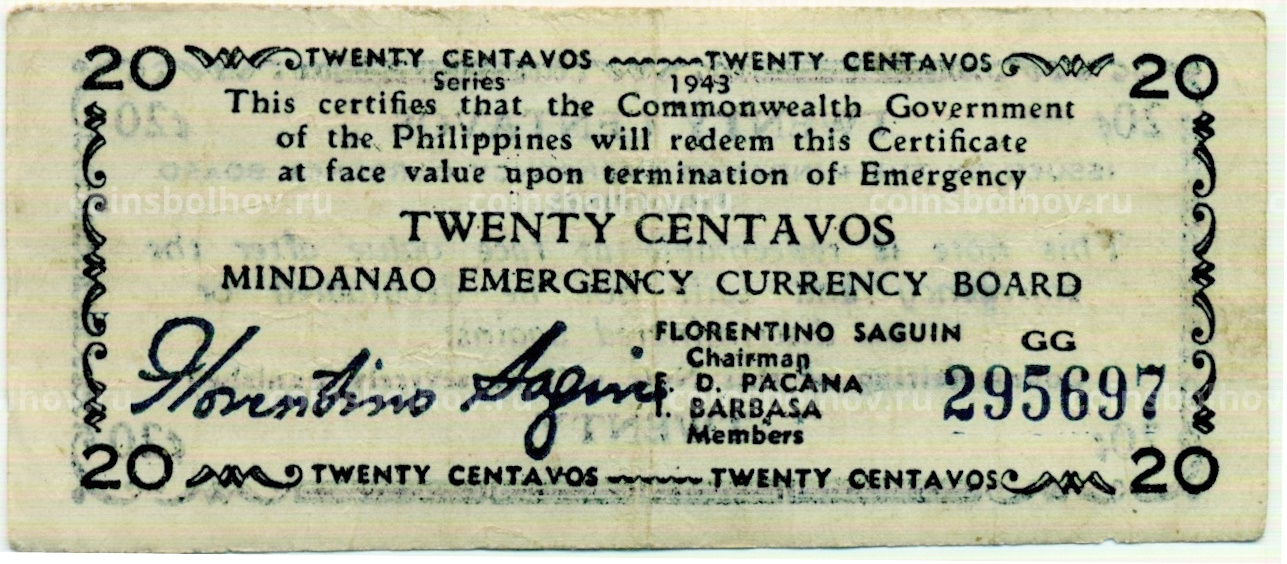 20 TWENTY CENTAVOS TWENTY CENTAVOS 20
Series 1943
This certifies that the Commonwealth Government
of the Philippines will redeem this Certificate
at face value upon termination of Emergency
coinsbolhov.ru coinsbolhov.ru coinsbolhov.ru
TWENTY CENTAVOS
MINDANAO EMERGENCY CURRENCY BOARD
Florentino Saguin
FLORENTINO SAGUIN
Chairman
F. D. PACANA
I. BARBASA
Members
GG
295697
20 TWENTY CENTAVOS TWENTY CENTAVOS 20